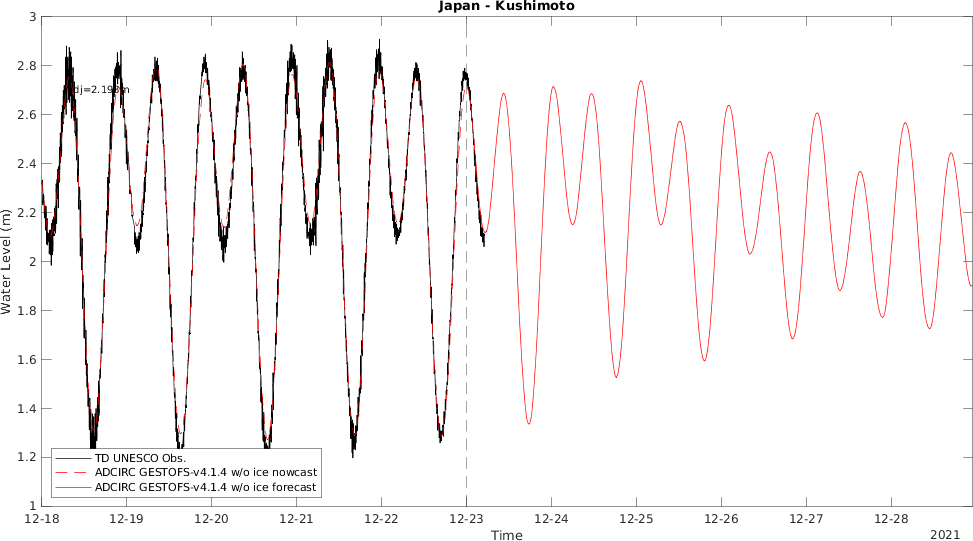 Japan - Kushimoto
3
2.8
2.6
2.4
2.2
2
1.8
1.6
1.4
1.2
1
Water Level (m)
TD UNESCO Obs.
ADCIRC GESTOFS-v4.1.4 w/o ice nowcast
ADCIRC GESTOFS-v4.1.4 w/o ice forecast
12-18 12-19 12-20 12-21 12-22 12-23 12-24 12-25 12-26 12-27 12-28
Time
2021